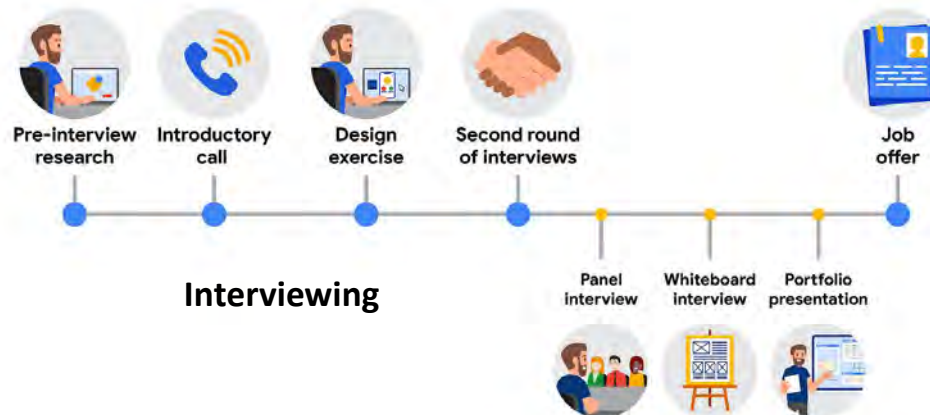 Pre-interview
research
Introductory
call
Design
exercise
Second round
of interviews
Job
offer
Interviewing
Panel
interview
Whiteboard
interview
Portfolio
presentation